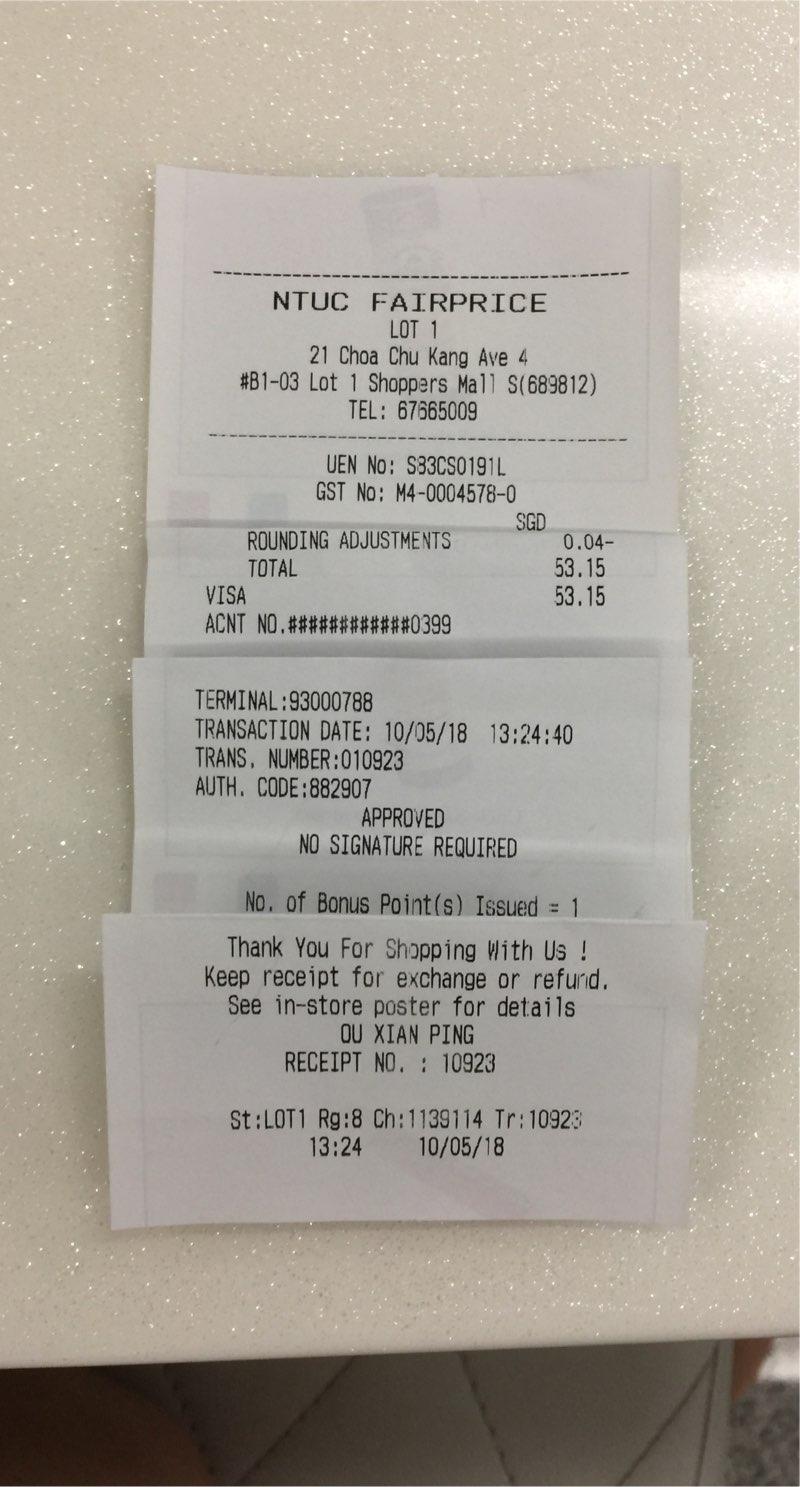 NTUC FAIRPRICE
LOT 1
21 Choa Chu Kang Ave 4
#B1-03 Lot 1 Shoppers Mall S(689812)
TEL: 67665009
UEN No: S83CS0191L
GST No: M4-0004578-0
SGD
ROUNDING ADJUSTMENTS 0.04-
TOTAL 53.15
VISA 53.15
ACNT NO.############0399
TERMINAL:93000788
TRANSACTION DATE: 10/05/18 13:24:40
TRANS. NUMBER:010923
AUTH. CODE:882907
APPROVED
NO SIGNATURE REQUIRED
No. of Bonus Point(s) Issued = 1
Thank You For Shopping With Us !
Keep receipt for exchange or refund.
See in-store poster for details
OU XIAN PING
RECEIPT NO. : 10923
St:LOT1 Rg:8 Ch:1139114 Tr:10923
13:24 10/05/18